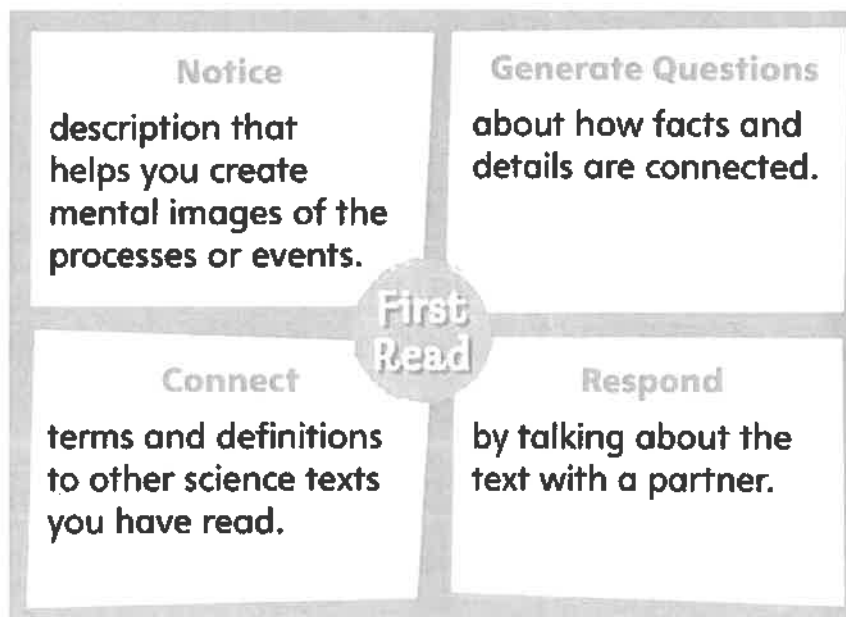 Notice
description that
helps you create
mental images of the
processes or events.
Generate Questions
about how facts and
details are connected.
First
Read
Connect
terms and definitions
to other science texts
you have read.
Respond
by talking about the
text with a partner.